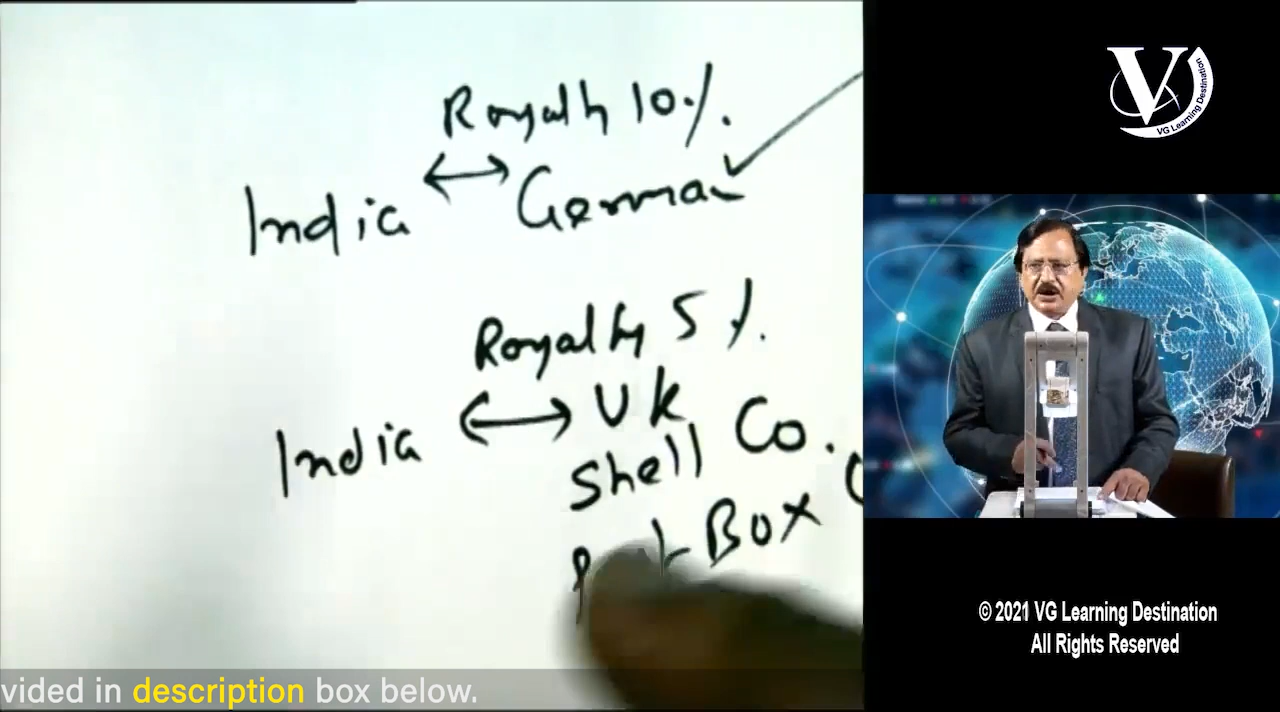 Royalty 10%.
India ↔ German
Royalty 5%.
India ↔ UK
Shell Co.
Box
V
VG Learning Destination
© 2021 VG Learning Destination
All Rights Reserved
vided in description box below.